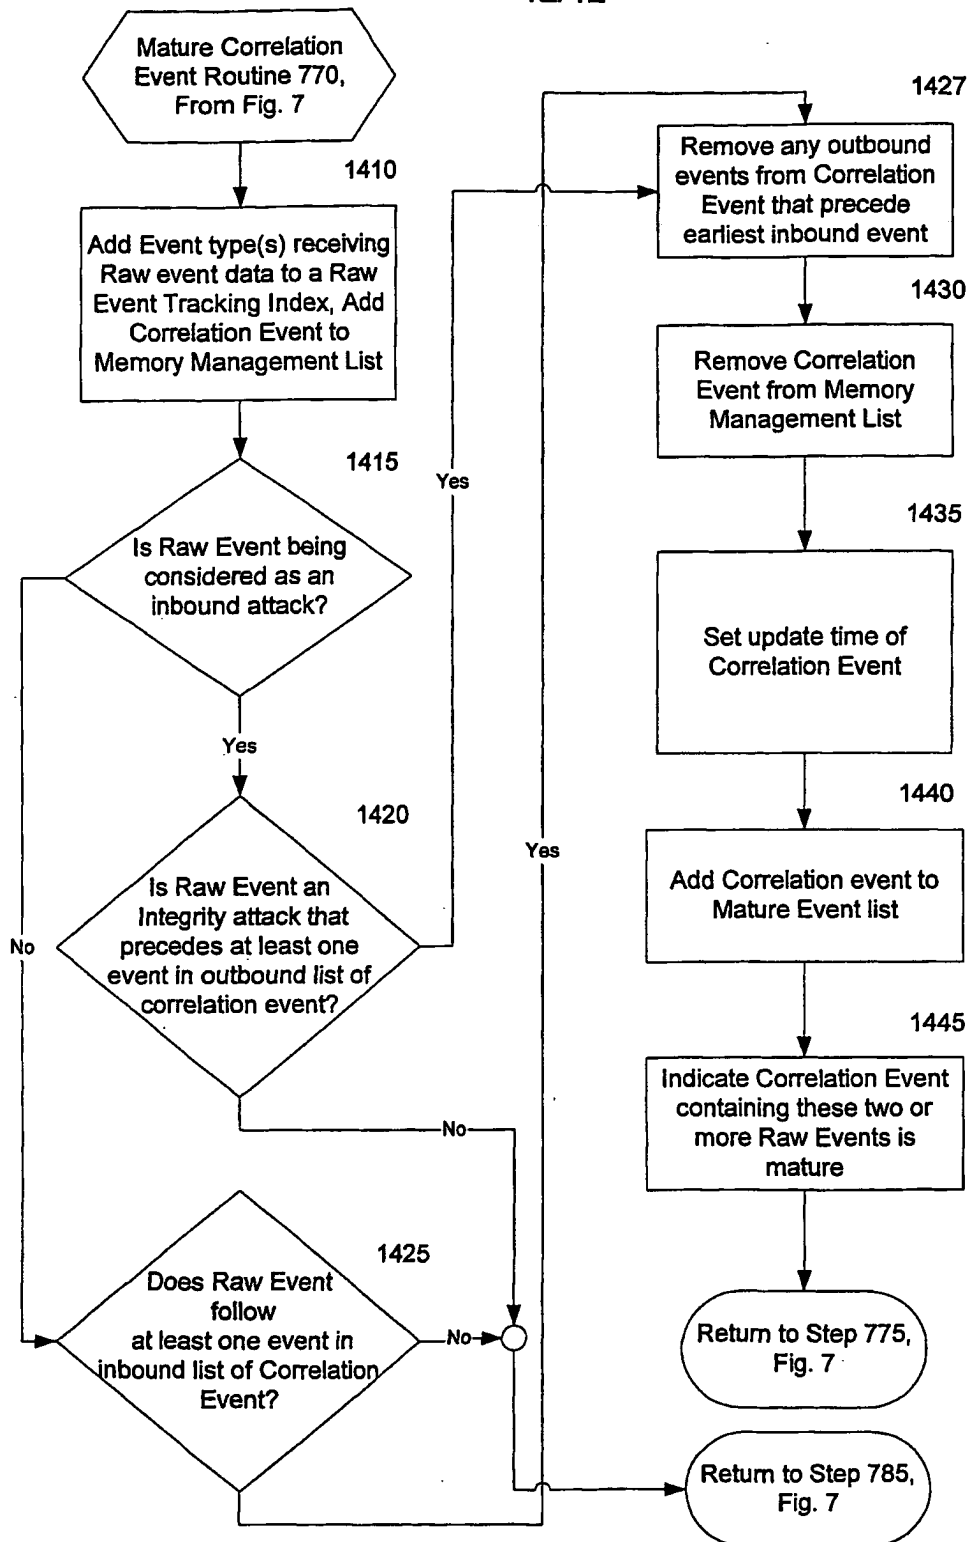 Mature Correlation
Event Routine 770,
From Fig. 7
1410
Add Event type(s) receiving
Raw event data to a Raw
Event Tracking Index, Add
Correlation Event to
Memory Management List
1415
Is Raw Event being
considered as an
inbound attack?
Yes
No
1420
Is Raw Event an
Integrity attack that
precedes at least one
event in outbound list of
correlation event?
Yes
No
1425
Does Raw Event
follow
at least one event in
inbound list of Correlation
Event?
No
Yes
1427
Remove any outbound
events from Correlation
Event that precede
earliest inbound event
1430
Remove Correlation
Event from Memory
Management List
1435
Set update time of
Correlation Event
1440
Add Correlation event to
Mature Event list
1445
Indicate Correlation Event
containing these two or
more Raw Events is
mature
Return to Step 775,
Fig. 7
Return to Step 785,
Fig. 7